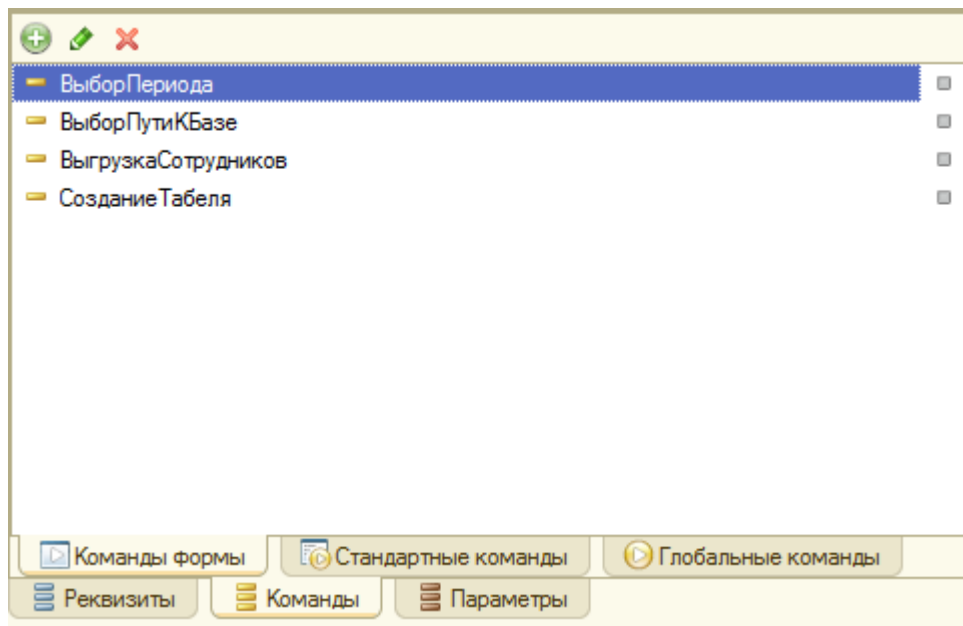 ВыборПериода
ВыборПутиКБазе
ВыгрузкаСотрудников
СозданиеТабеля
Команды формы Стандартные команды Глобальные команды
Реквизиты Команды Параметры